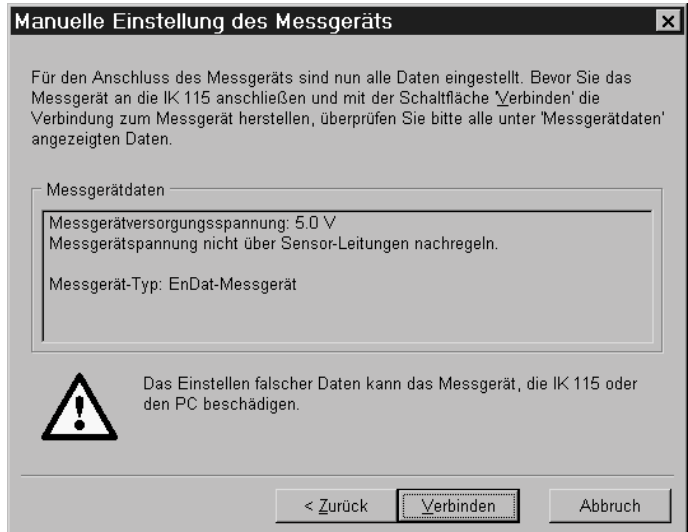 Manuelle Einstellung des Messgeräts
Für den Anschluss des Messgeräts sind nun alle Daten eingestellt. Bevor Sie das
Messgerät an die IK 115 anschließen und mit der Schaltfläche 'Verbinden' die
Verbindung zum Messgerät herstellen, überprüfen Sie bitte alle unter 'Messgerätdaten'
angezeigten Daten.
Messgerätdaten
Messgerätversorgungsspannung: 5.0 V
Messgerätspannung nicht über Sensor-Leitungen nachregeln.
Messgerät-Typ: EnDat-Messgerät
Das Einstellen falscher Daten kann das Messgerät, die IK 115 oder
den PC beschädigen.
< Zurück Verbinden Abbruch